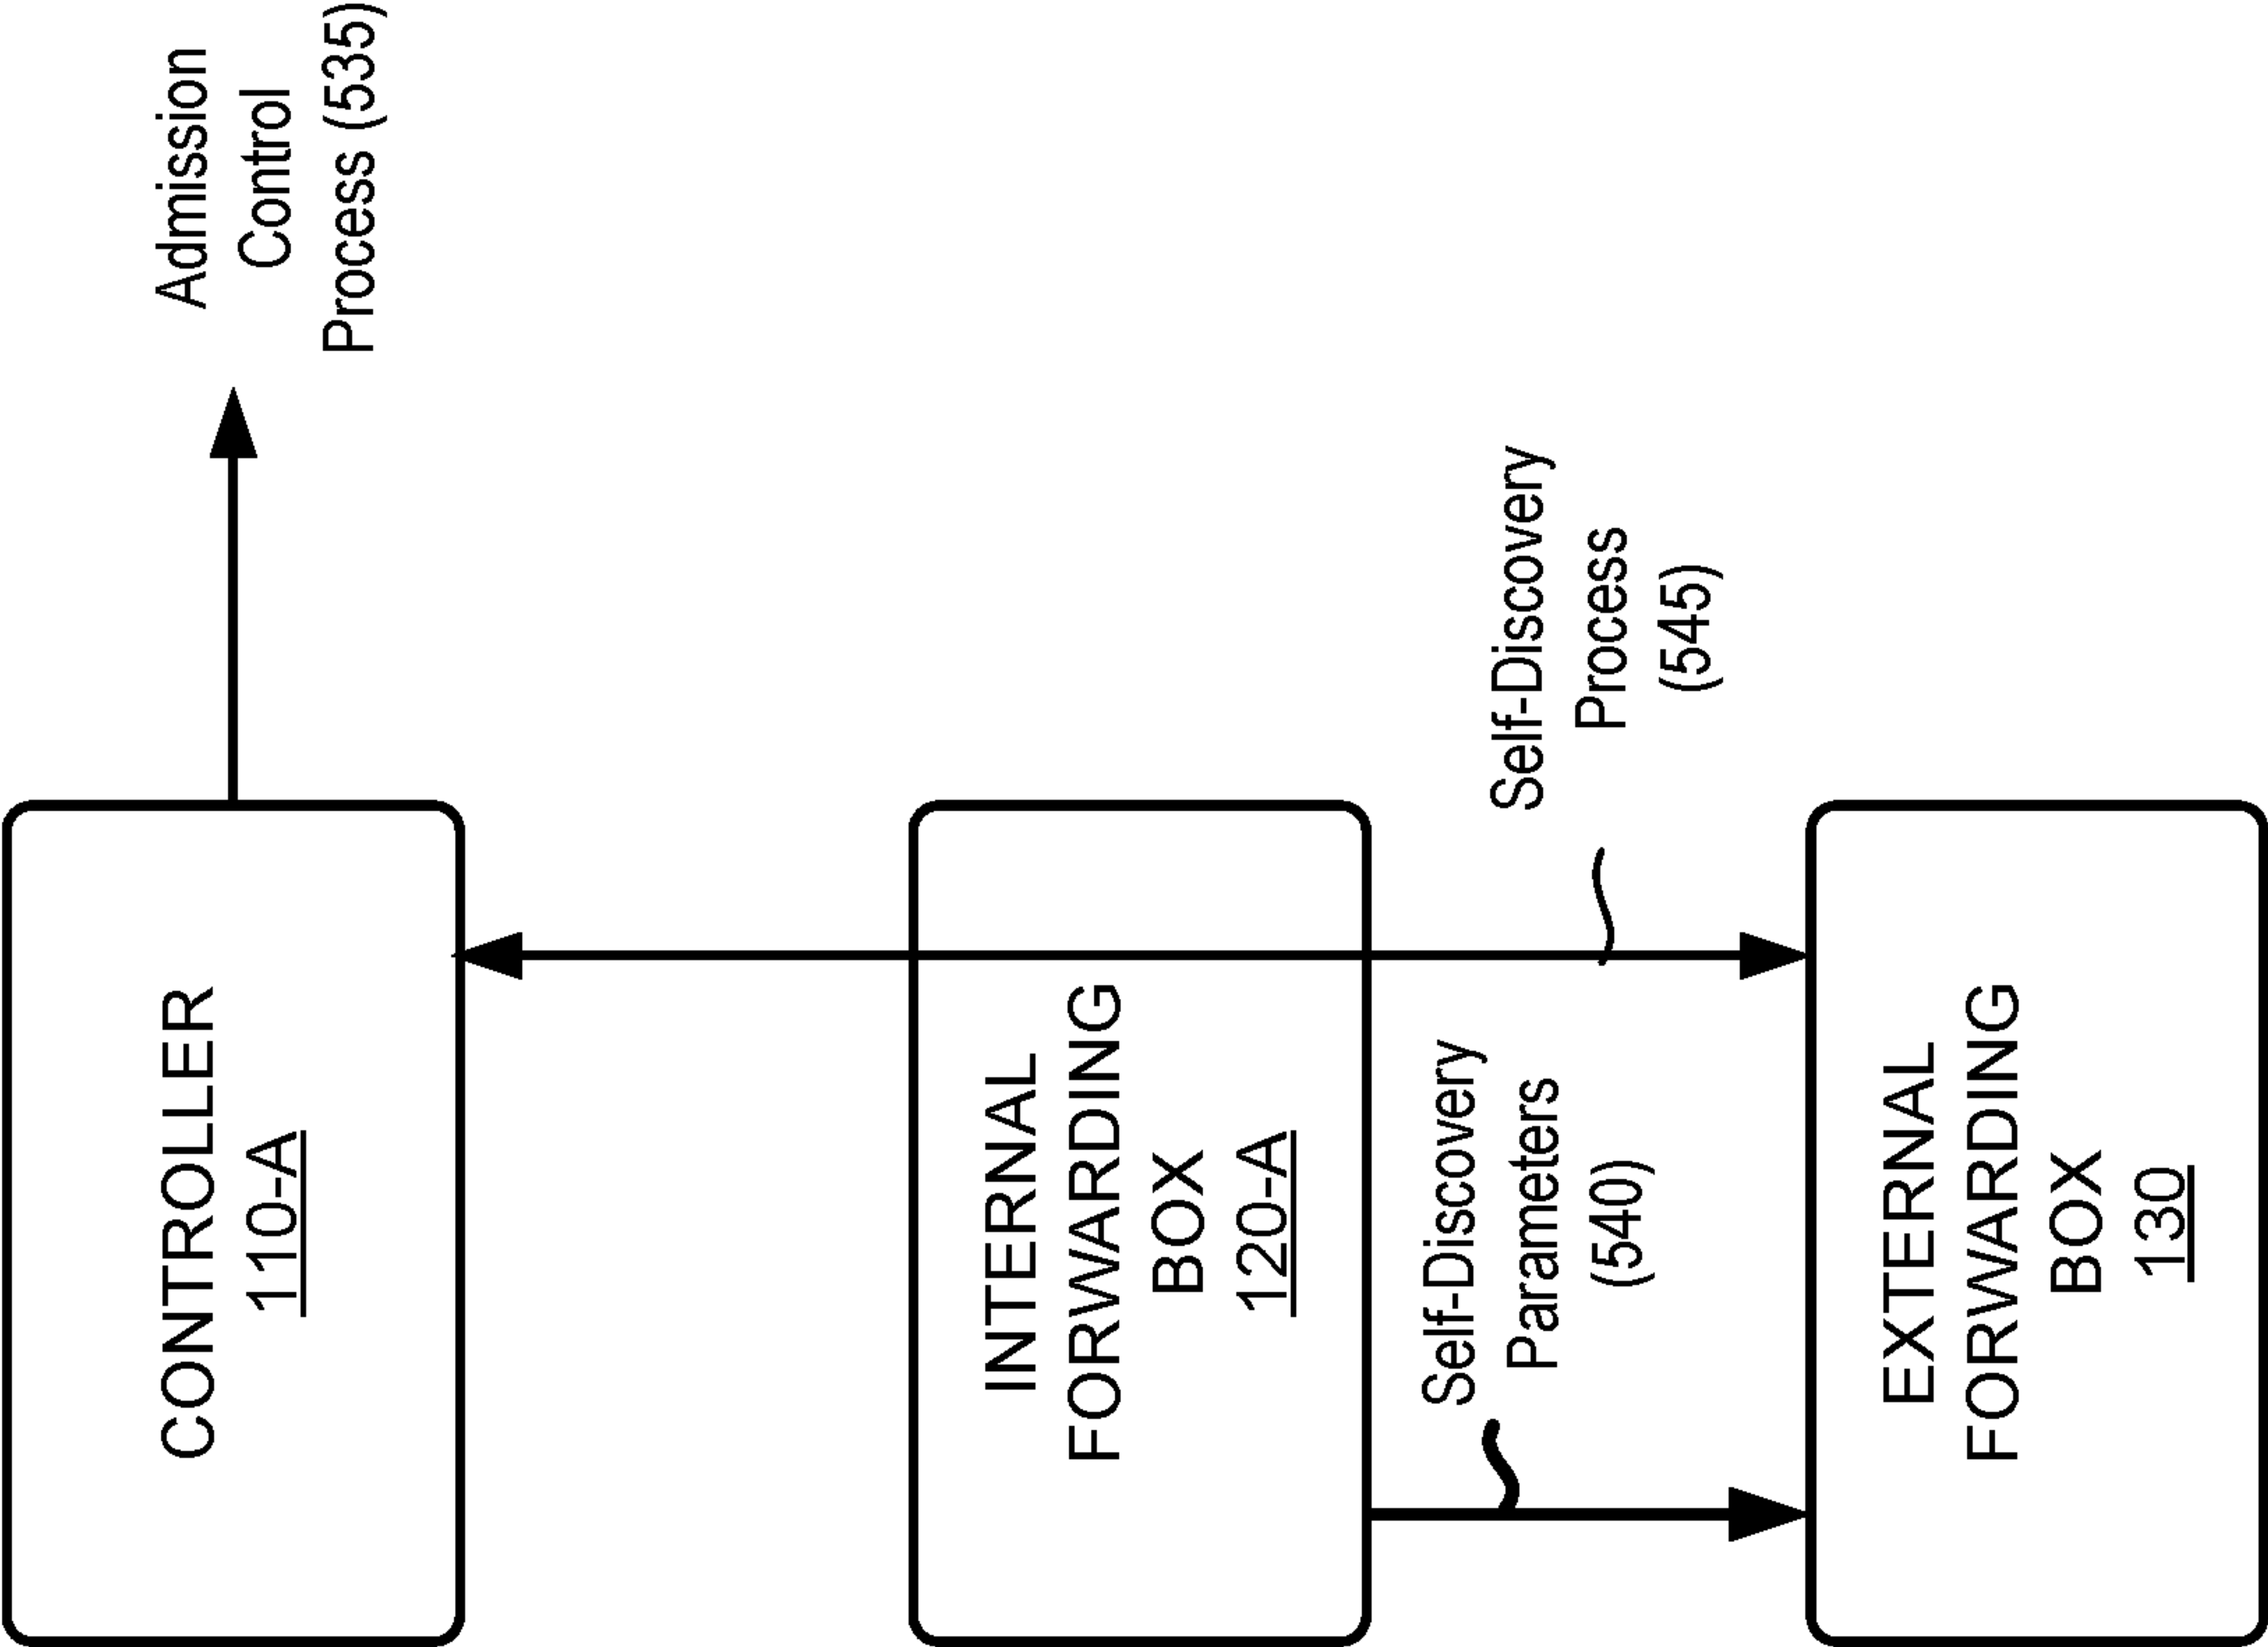 Admission
Control
Process (535)
CONTROLLER
110-A
INTERNAL
FORWARDING
BOX
120-A
Self-Discovery
Parameters
(540)
Self-Discovery
Process
(545)
EXTERNAL
FORWARDING
BOX
130